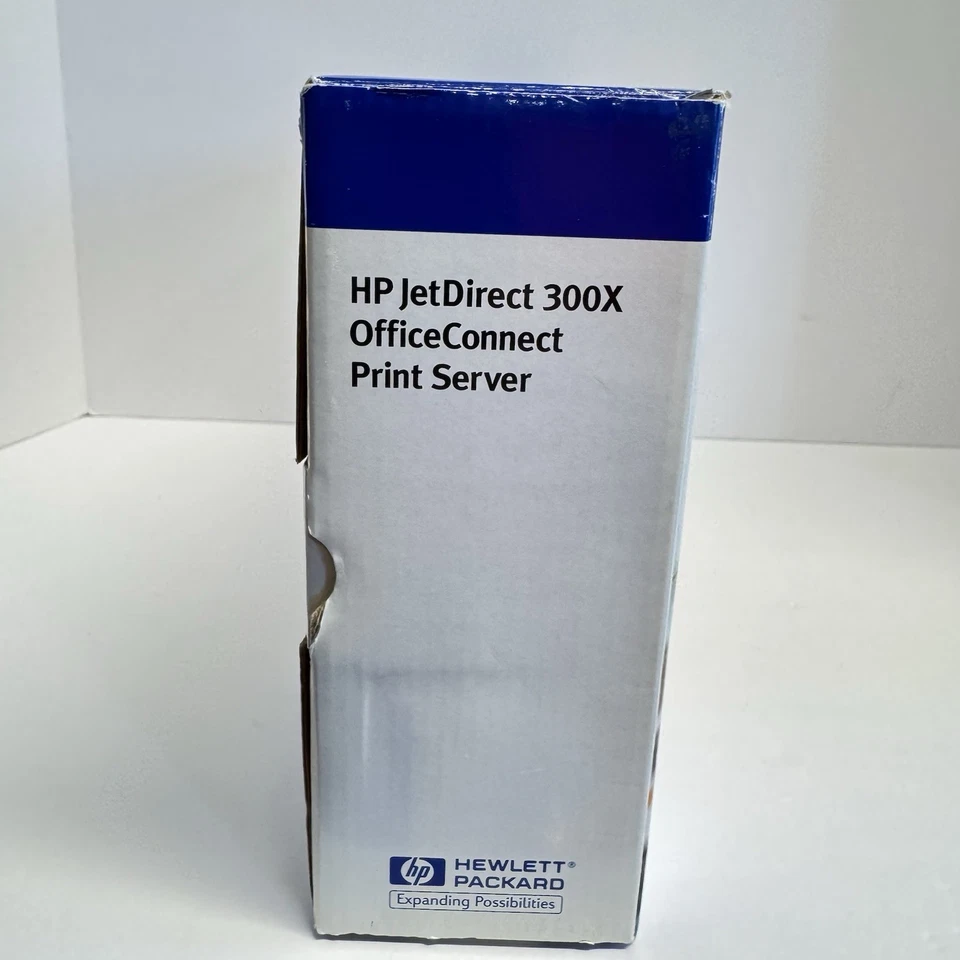 HP JetDirect 300X
OfficeConnect
Print Server
hp HEWLETT®
PACKARD
Expanding Possibilities